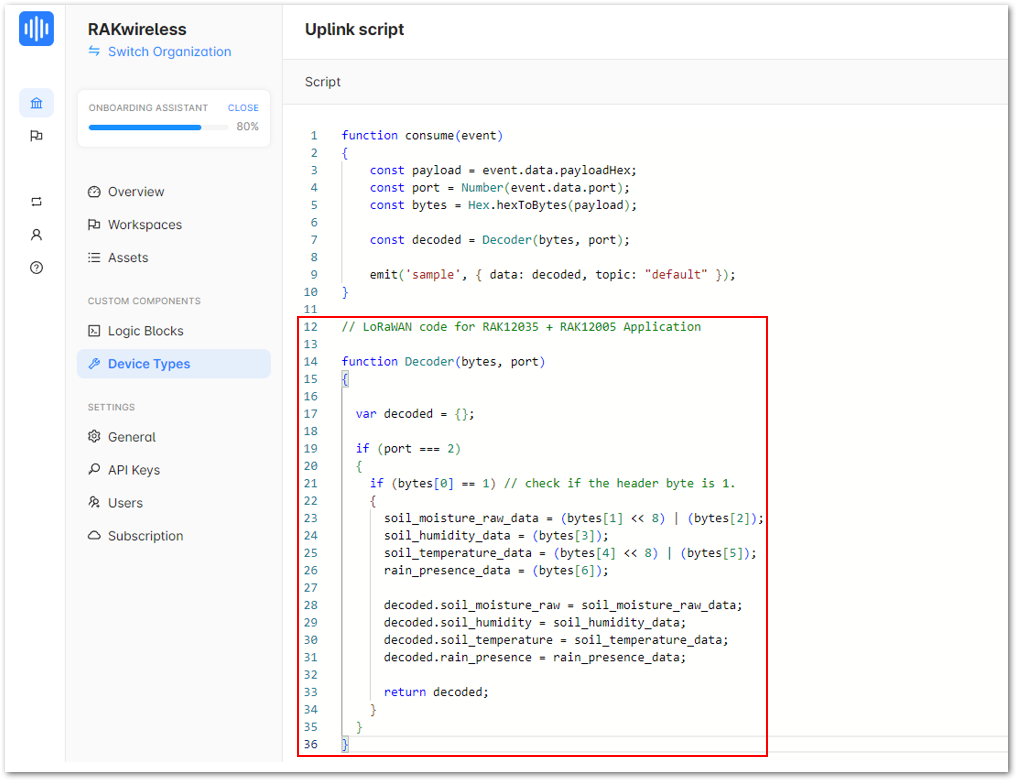 RAKwireless
Switch Organization
ONBOARDING ASSISTANT CLOSE
80%
Overview
Workspaces
Assets
CUSTOM COMPONENTS
Logic Blocks
Device Types
SETTINGS
General
API Keys
Users
Subscription
Uplink script
Script
1 function consume(event)
2 {
3 const payload = event.data.payloadHex;
4 const port = Number(event.data.port);
5 const bytes = Hex.hexToBytes(payload);
6
7 const decoded = Decoder(bytes, port);
8
9 emit('sample', { data: decoded, topic: "default" });
10 }
11
12 // LoRaWAN code for RAK12035 + RAK12005 Application
13
14 function Decoder(bytes, port)
15 {
16
17 var decoded = {};
18
19 if (port === 2)
20 {
21 if (bytes[0] == 1) // check if the header byte is 1.
22 {
23 soil_moisture_raw_data = (bytes[1] << 8) | (bytes[2]);
24 soil_humidity_data = (bytes[3]);
25 soil_temperature_data = (bytes[4] << 8) | (bytes[5]);
26 rain_presence_data = (bytes[6]);
27
28 decoded.soil_moisture_raw = soil_moisture_raw_data;
29 decoded.soil_humidity = soil_humidity_data;
30 decoded.soil_temperature = soil_temperature_data;
31 decoded.rain_presence = rain_presence_data;
32
33 return decoded;
34 }
35 }
36 }